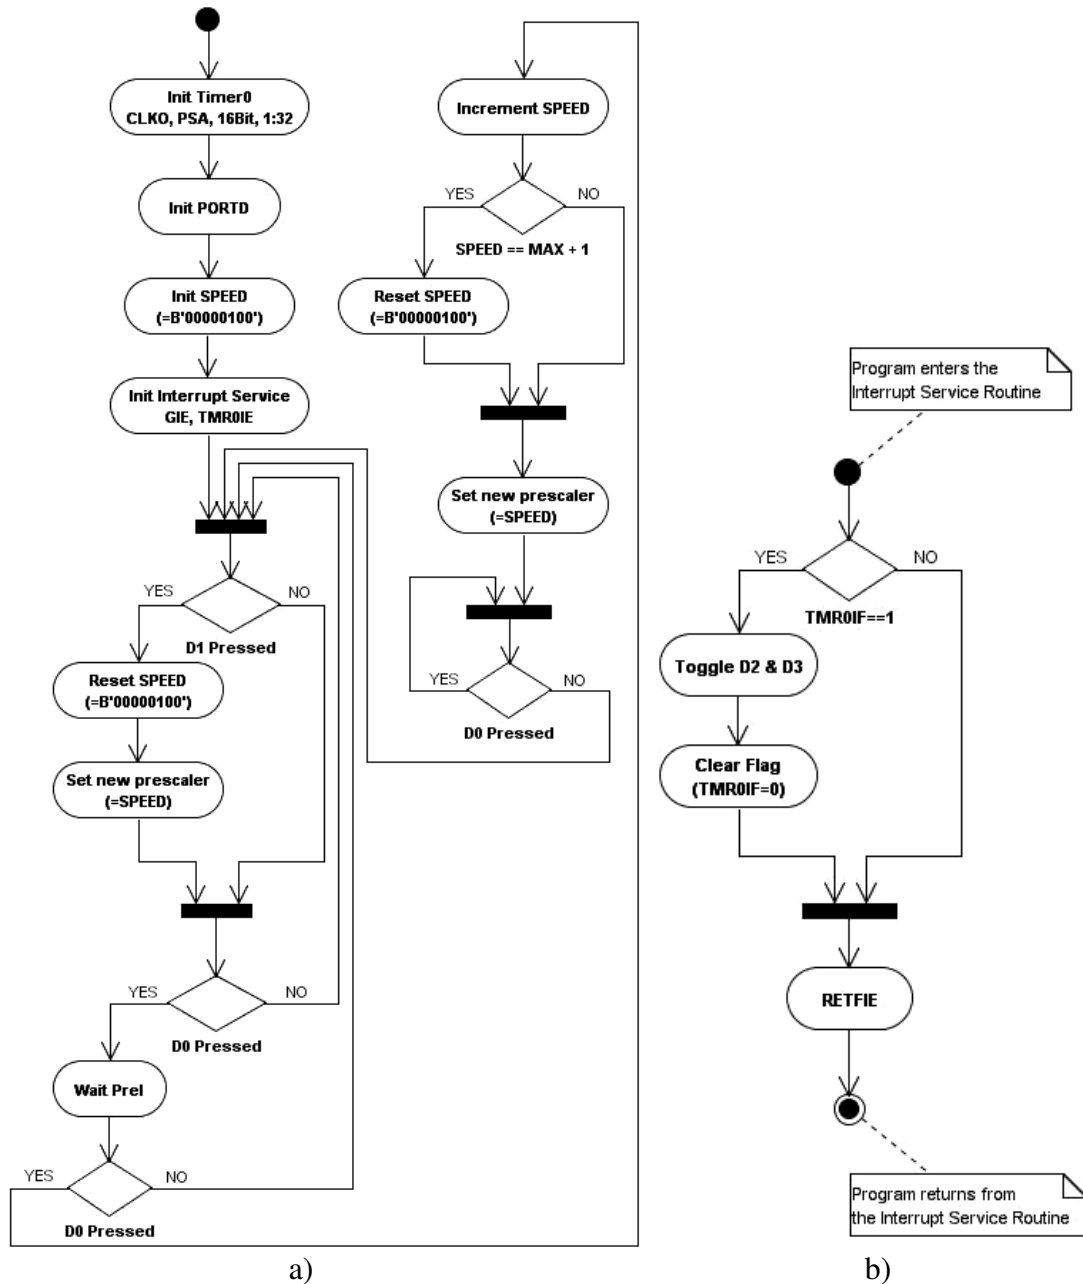 Init Timer0
CLKO, PSA, 16Bit, 1:32
Init PORTD
Init SPEED
(=B'00000100')
Init Interrupt Service
GIE, TMR0IE
YES
NO
D1 Pressed
Reset SPEED
(=B'00000100')
Set new prescaler
(=SPEED)
YES
NO
D0 Pressed
Wait Prel
YES
NO
D0 Pressed
Increment SPEED
YES
NO
SPEED == MAX + 1
Reset SPEED
(=B'00000100')
Set new prescaler
(=SPEED)
YES
NO
D0 Pressed
a)
Program enters the
Interrupt Service Routine
YES
NO
TMR0IF==1
Toggle D2 & D3
Clear Flag
(TMR0IF=0)
RETFIE
Program returns from
the Interrupt Service Routine
b)